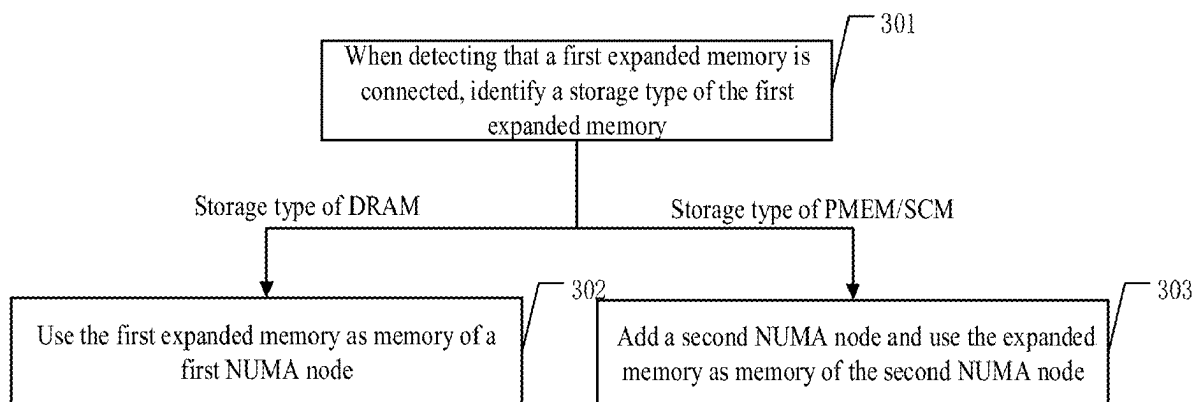 301
When detecting that a first expanded memory is
connected, identify a storage type of the first
expanded memory
Storage type of DRAM
Storage type of PMEM/SCM
302
303
Use the first expanded memory as memory of a
first NUMA node
Add a second NUMA node and use the expanded
memory as memory of the second NUMA node